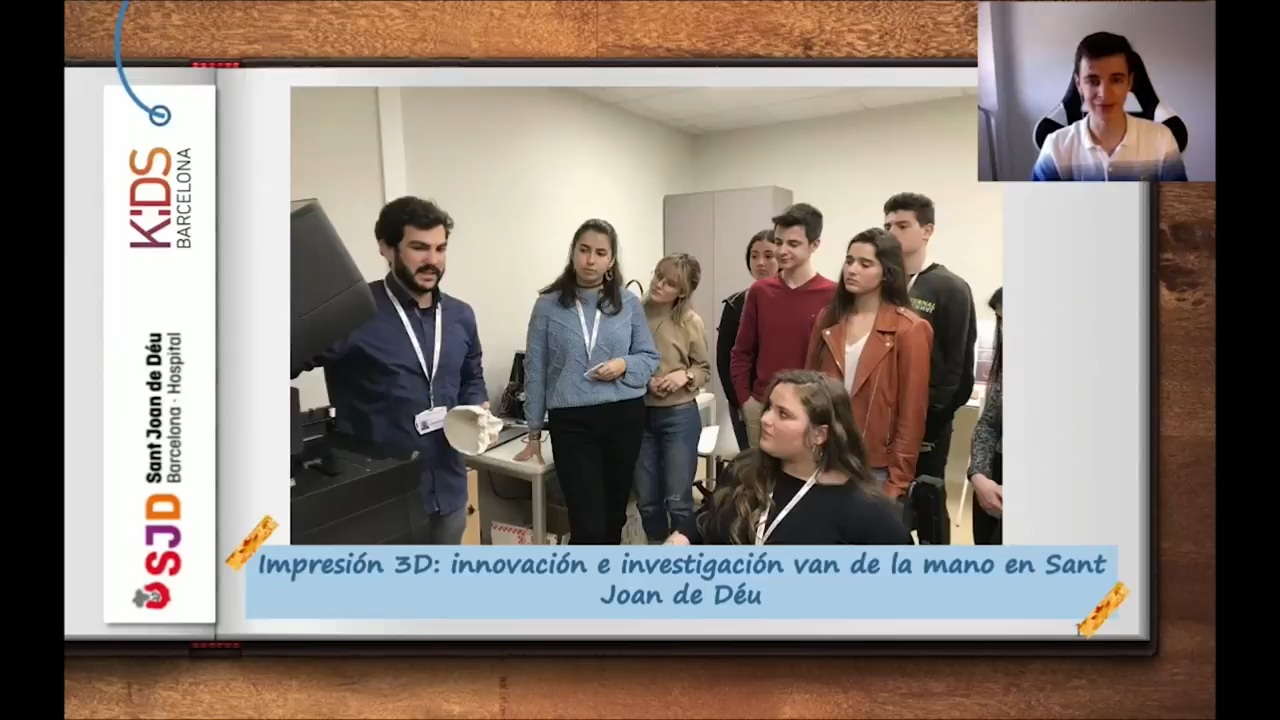 KiDS
BARCELONA
SJD
Sant Joan de Déu
Barcelona · Hospital
Impresión 3D: innovación e investigación van de la mano en Sant
Joan de Déu